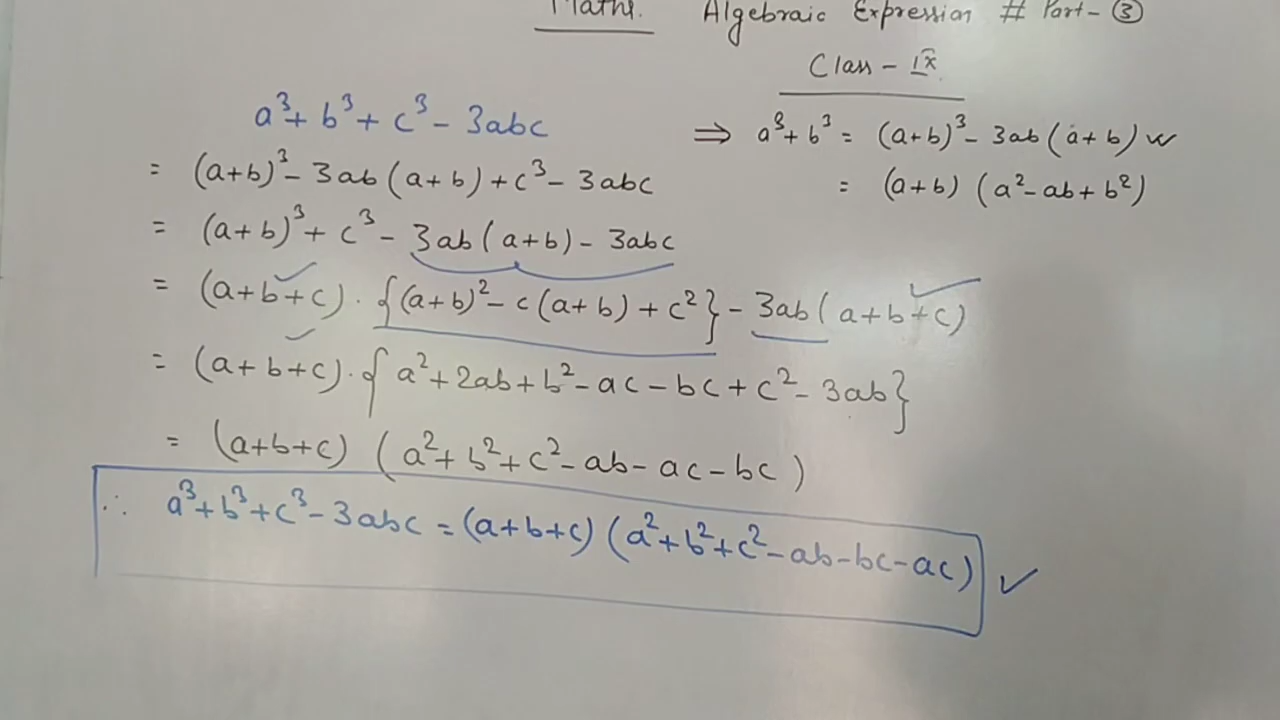 Maths. Algebraic Expression # Part - ③
Class - IX
a³ + b³ + c³ - 3abc
= (a+b)³ - 3ab(a+b) + c³ - 3abc
= (a+b)³ + c³ - 3ab(a+b) - 3abc
= (a+b+c) · {(a+b)² - c(a+b) + c²} - 3ab(a+b+c)
= (a+b+c) · {a² + 2ab + b² - ac - bc + c² - 3ab}
= (a+b+c) (a² + b² + c² - ab - ac - bc)
∴ a³ + b³ + c³ - 3abc = (a+b+c) (a² + b² + c² - ab - bc - ac) ✓
⇒ a³ + b³ = (a+b)³ - 3ab(a+b)
= (a+b) (a² - ab + b²)